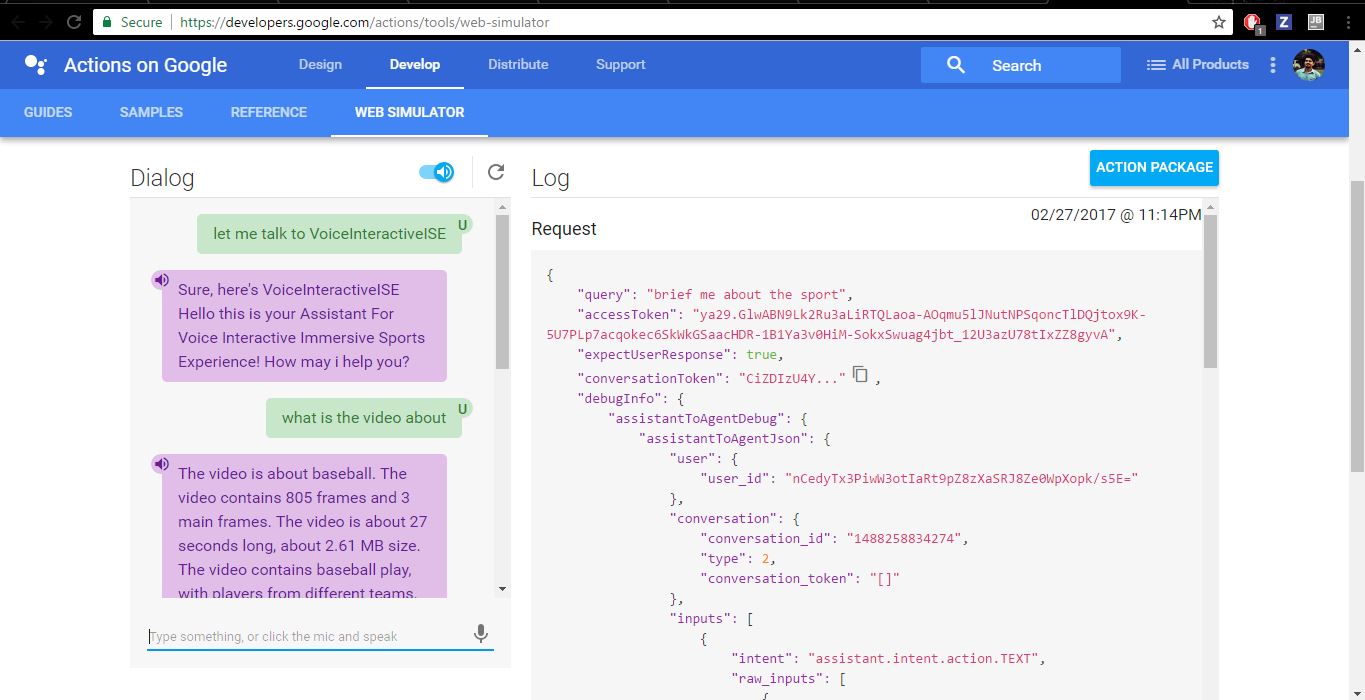 Secure https://developers.google.com/actions/tools/web-simulator
1
Z
JB
Actions on Google Design Develop Distribute Support Search All Products
GUIDES SAMPLES REFERENCE WEB SIMULATOR
Dialog
let me talk to VoiceInteractiveISE
U
Sure, here's VoiceInteractiveISE
Hello this is your Assistant For
Voice Interactive Immersive Sports
Experience! How may i help you?
what is the video about
U
The video is about baseball. The
video contains 805 frames and 3
main frames. The video is about 27
seconds long, about 2.61 MB size.
The video contains baseball play,
with players from different teams.
Type something, or click the mic and speak
Log
ACTION PACKAGE
02/27/2017 @ 11:14PM
Request
{
"query": "brief me about the sport",
"accessToken": "ya29.GlwABN9Lk2Ru3aLiRTQLaoa-AOqmu5lJNutNPSqoncTlDQjtox9K-
5U7PLp7acqokec6SkWkGSaacHDR-1B1Ya3v0HiM-SokxSwuag4jbt_12U3azU78tIxZZ8gyvA",
"expectUserResponse": true,
"conversationToken": "CiZDIzU4Y..." ,
"debugInfo": {
"assistantToAgentDebug": {
"assistantToAgentJson": {
"user": {
"user_id": "nCedyTx3PiwW3otIaRt9pZ8zXaSRJ8Ze0WpXopk/s5E="
},
"conversation": {
"conversation_id": "1488258834274",
"type": 2,
"conversation_token": "[]"
},
"inputs": [
{
"intent": "assistant.intent.action.TEXT",
"raw_inputs": [
{